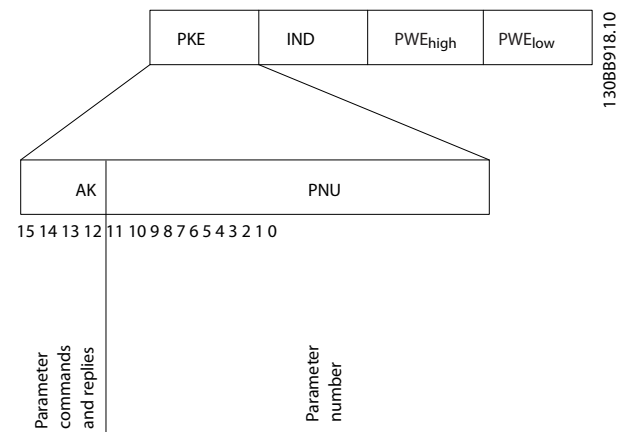 PKE IND PWEhigh PWElow
130BB918.10
AK PNU
15 14 13 12 11 10 9 8 7 6 5 4 3 2 1 0
Parameter
commands
and replies
Parameter
number